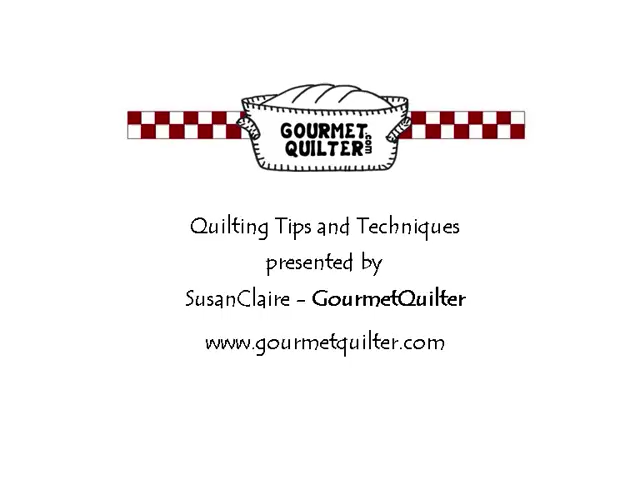 GOURMET
QUILTER.com
Quilting Tips and Techniques
presented by
SusanClaire - GourmetQuilter
www.gourmetquilter.com